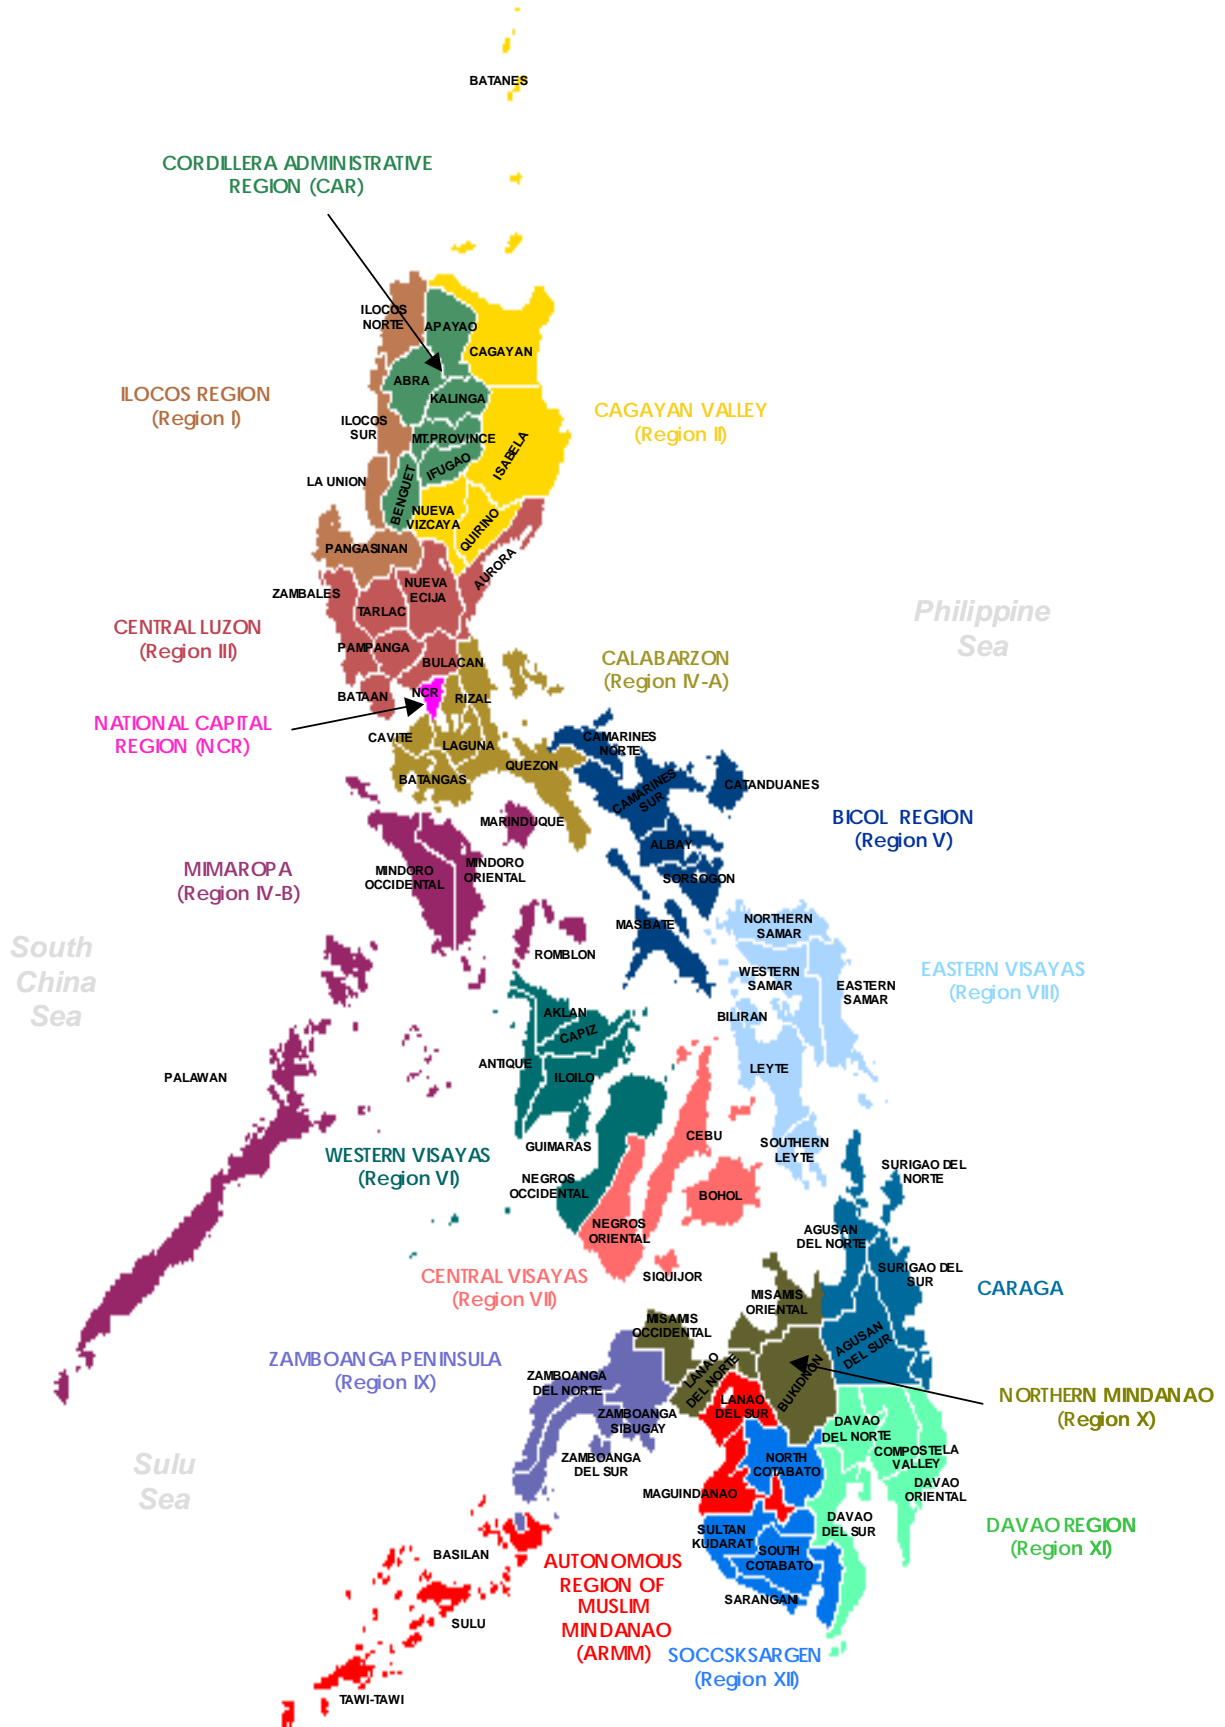 BATANES
CORDILLERA ADMINISTRATIVE
REGION (CAR)
ILOCOS
NORTE
APAYAO
CAGAYAN
ABRA
KALINGA
ILOCOS REGION
(Region I)
CAGAYAN VALLEY
(Region II)
ILOCOS
SUR
MT.PROVINCE
IFUGAO
ISABELA
LA UNION
BENGUET
NUEVA
VIZCAYA
QUIRINO
PANGASINAN
AURORA
ZAMBALES
NUEVA
ECIJA
TARLAC
Philippine
Sea
CENTRAL LUZON
(Region III)
PAMPANGA
BULACAN
CALABARZON
(Region IV-A)
BATAAN
NCR
RIZAL
NATIONAL CAPITAL
REGION (NCR)
CAVITE
LAGUNA
CAMARINES
NORTE
QUEZON
BATANGAS
CAMARINES
SUR
CATANDUANES
MARINDUQUE
BICOL REGION
(Region V)
ALBAY
MIMAROPA
(Region IV-B)
MINDORO
OCCIDENTAL
MINDORO
ORIENTAL
SORSOGON
MASBATE
NORTHERN
SAMAR
South
China
Sea
ROMBLON
WESTERN
SAMAR
EASTERN
SAMAR
EASTERN VISAYAS
(Region VIII)
AKLAN
CAPIZ
BILIRAN
ANTIQUE
ILOILO
LEYTE
PALAWAN
GUIMARAS
CEBU
SOUTHERN
LEYTE
WESTERN VISAYAS
(Region VI)
NEGROS
OCCIDENTAL
BOHOL
SURIGAO DEL
NORTE
NEGROS
ORIENTAL
AGUSAN
DEL NORTE
CENTRAL VISAYAS
(Region VII)
SIQUIJOR
SURIGAO DEL
SUR
CARAGA
MISAMIS
ORIENTAL
MISAMIS
OCCIDENTAL
AGUSAN
DEL SUR
ZAMBOANGA PENINSULA
(Region IX)
ZAMBOANGA
DEL NORTE
LANAO
DEL NORTE
BUKIDNON
NORTHERN MINDANAO
(Region X)
LANAO
DEL SUR
ZAMBOANGA
SIBUGAY
DAVAO
DEL NORTE
COMPOSTELA
VALLEY
ZAMBOANGA
DEL SUR
NORTH
COTABATO
Sulu
Sea
MAGUINDANAO
DAVAO
ORIENTAL
DAVAO
DEL SUR
DAVAO REGION
(Region XI)
SULTAN
KUDARAT
SOUTH
COTABATO
BASILAN
AUTONOMOUS
REGION OF
MUSLIM
MINDANAO
(ARMM)
SARANGANI
SULU
SOCCSKSARGEN
(Region XII)
TAWI-TAWI